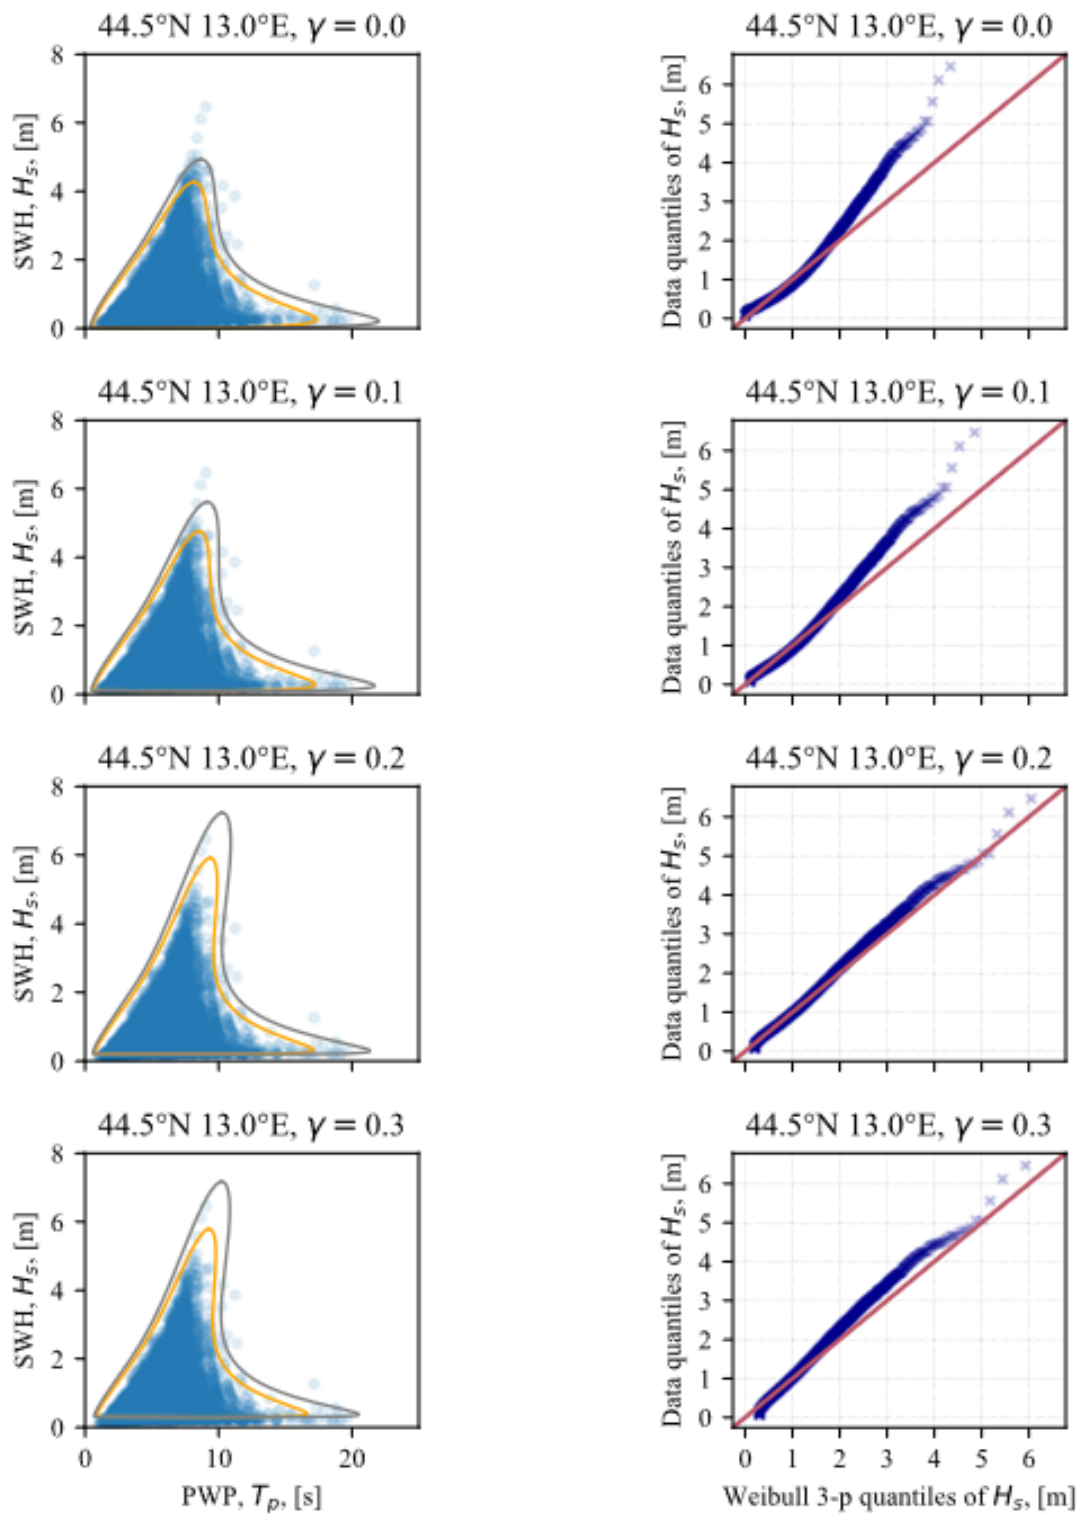 44.5°N 13.0°E, γ = 0.0
8
6
4
2
0
SWH, Hₛ, [m]
44.5°N 13.0°E, γ = 0.0
6
5
4
3
2
1
0
Data quantiles of Hₛ, [m]
44.5°N 13.0°E, γ = 0.1
8
6
4
2
0
SWH, Hₛ, [m]
44.5°N 13.0°E, γ = 0.1
6
5
4
3
2
1
0
Data quantiles of Hₛ, [m]
44.5°N 13.0°E, γ = 0.2
8
6
4
2
0
SWH, Hₛ, [m]
44.5°N 13.0°E, γ = 0.2
6
5
4
3
2
1
0
Data quantiles of Hₛ, [m]
44.5°N 13.0°E, γ = 0.3
8
6
4
2
0
SWH, Hₛ, [m]
0 10 20
PWP, Tₚ, [s]
44.5°N 13.0°E, γ = 0.3
6
5
4
3
2
1
0
Data quantiles of Hₛ, [m]
0 1 2 3 4 5 6
Weibull 3-p quantiles of Hₛ, [m]